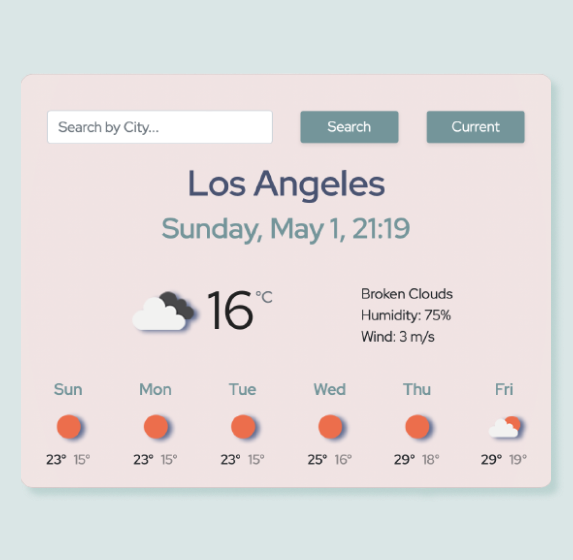 Search by City... Search Current
Los Angeles
Sunday, May 1, 21:19
16 °C
Broken Clouds
Humidity: 75%
Wind: 3 m/s
Sun Mon Tue Wed Thu Fri
23° 15° 23° 15° 23° 15° 25° 16° 29° 18° 29° 19°